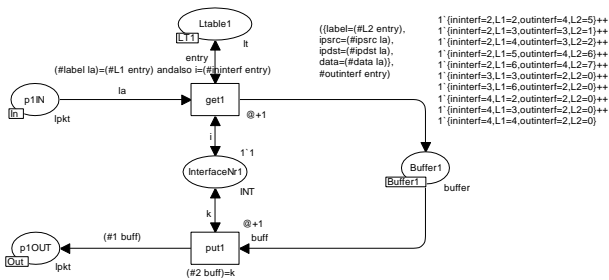 Ltable1
LT1
lt
entry
(#label la)=(#L1 entry) andalso i=(#ininterf entry)
({label=(#L2 entry),
ipsrc=(#ipsrc la),
ipdst=(#ipdst la),
data=(#data la)},
#outinterf entry)
1`{ininterf=2,L1=2,outinterf=4,L2=5}++
1`{ininterf=2,L1=3,outinterf=3,L2=1}++
1`{ininterf=2,L1=4,outinterf=3,L2=2}++
1`{ininterf=2,L1=5,outinterf=4,L2=6}++
1`{ininterf=2,L1=6,outinterf=4,L2=7}++
1`{ininterf=3,L1=3,outinterf=2,L2=0}++
1`{ininterf=3,L1=6,outinterf=2,L2=0}++
1`{ininterf=4,L1=2,outinterf=2,L2=0}++
1`{ininterf=4,L1=3,outinterf=2,L2=0}++
1`{ininterf=4,L1=4,outinterf=2,L2=0}
p1IN
In
lpkt
la
get1
@+1
i
1`1
InterfaceNr1
INT
Buffer1
Buffer1
buffer
k
@+1
put1
buff
(#2 buff)=k
(#1 buff)
p1OUT
Out
lpkt